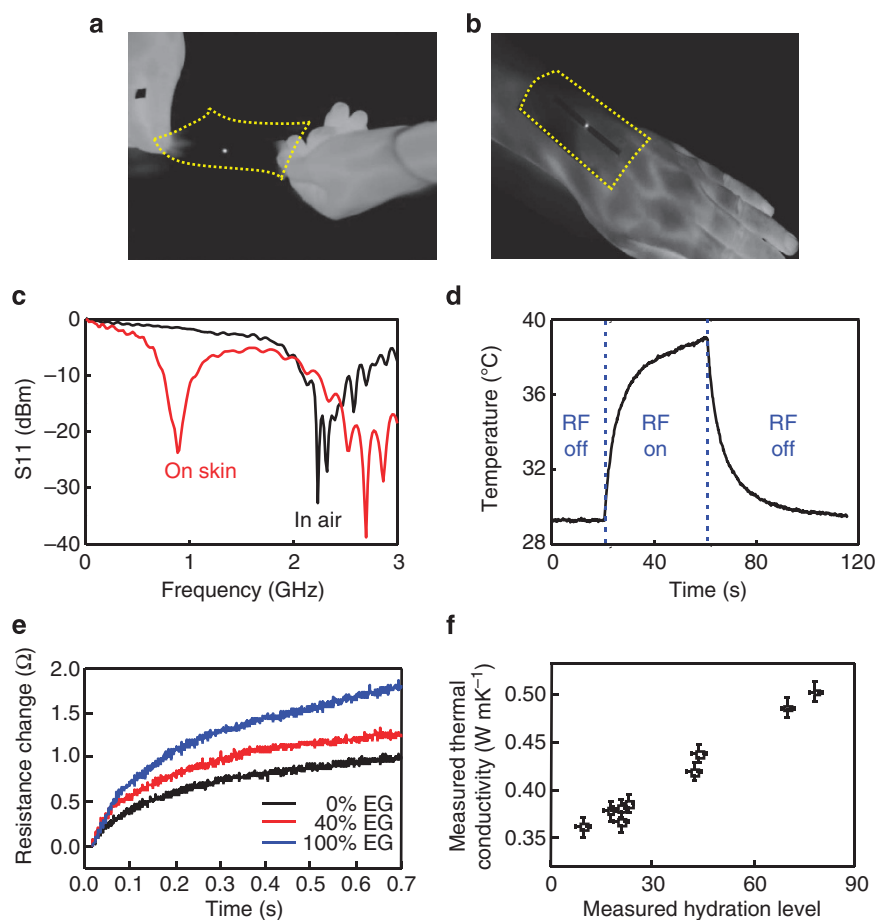 a
b
c
0
−10
−20
−30
−40
S11 (dBm)
On skin
In air
0
1
2
3
Frequency (GHz)
d
40
36
32
28
Temperature (°C)
RF off
RF on
RF off
0
40
80
120
Time (s)
e
2.0
1.5
1.0
0.5
0.0
Resistance change (Ω)
0% EG
40% EG
100% EG
0.0
0.1
0.2
0.3
0.4
0.5
0.6
0.7
Time (s)
f
0.50
0.45
0.40
0.35
Measured thermal
conductivity (W mK⁻¹)
0
30
60
90
Measured hydration level